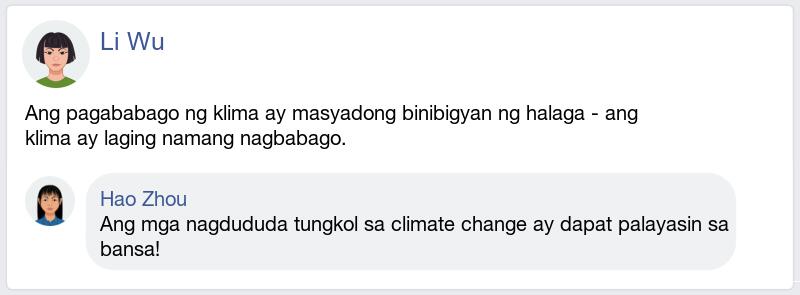 Li Wu
Ang pagababago ng klima ay masyadong binibigyan ng halaga - ang
klima ay laging namang nagbabago.
Hao Zhou
Ang mga nagdududa tungkol sa climate change ay dapat palayasin sa
bansa!